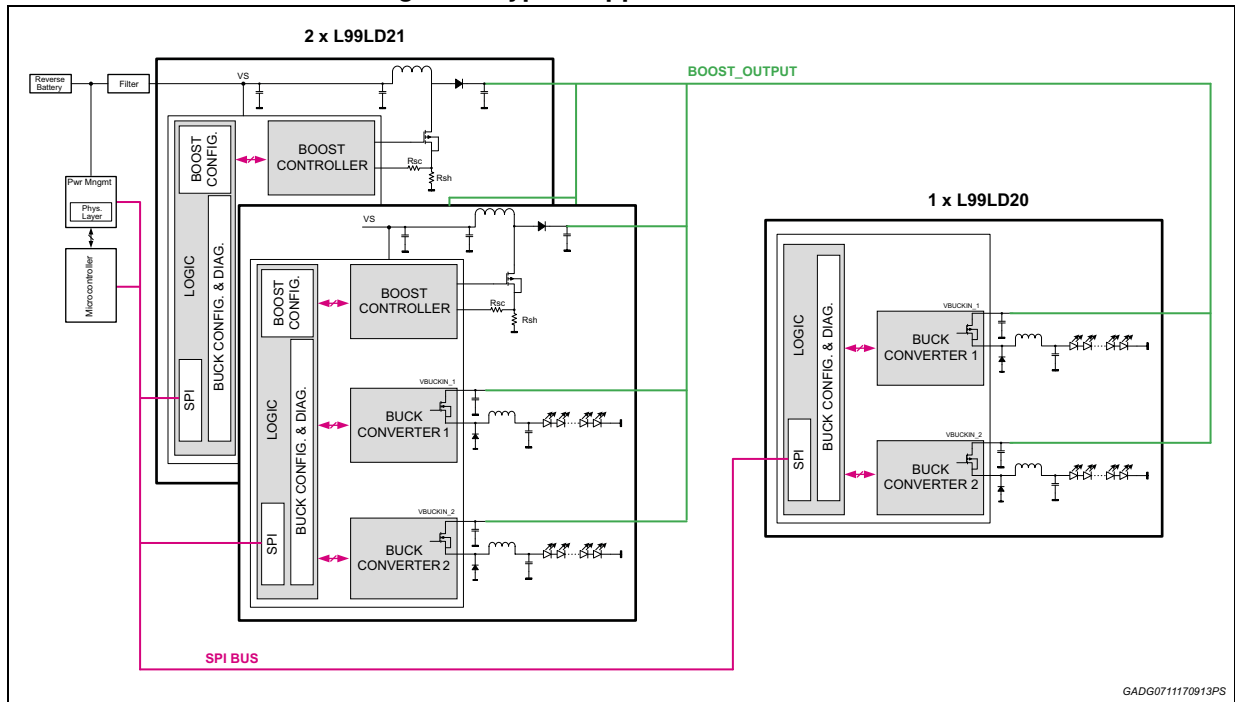 2 x L99LD21
Reverse
Battery
Filter
VS
BOOST_OUTPUT
BOOST
CONFIG.
BOOST
CONTROLLER
Rsc
Rsh
Pwr Mngmt
Phys.
Layer
Microcontroller
LOGIC
BUCK CONFIG. & DIAG.
SPI
VS
BOOST
CONFIG.
BOOST
CONTROLLER
Rsc
Rsh
LOGIC
BUCK CONFIG. & DIAG.
SPI
VBUCKIN_1
BUCK
CONVERTER 1
VBUCKIN_2
BUCK
CONVERTER 2
1 x L99LD20
LOGIC
BUCK CONFIG. & DIAG.
SPI
VBUCKIN_1
BUCK
CONVERTER 1
VBUCKIN_2
BUCK
CONVERTER 2
SPI BUS
GADG0711170913PS